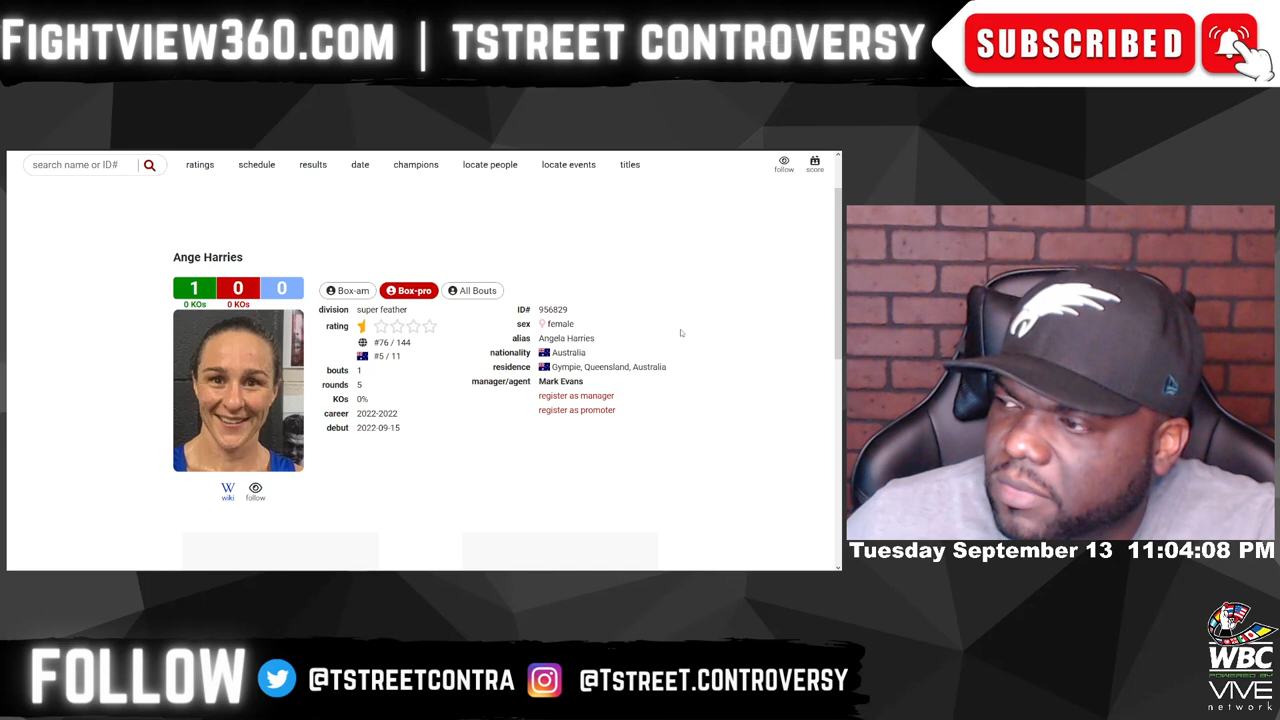 FIGHTVIEW360.COM | TSTREET CONTROVERSY
SUBSCRIBED
search name or ID#
ratings schedule results date champions locate people locate events titles
follow score
Ange Harries
1 0 0
0 KOs 0 KOs
Box-am Box-pro All Bouts
division super feather
rating
#76 / 144
#5 / 11
bouts 1
rounds 5
KOs 0%
career 2022-2022
debut 2022-09-15
ID# 956829
sex female
alias Angela Harries
nationality Australia
residence Gympie, Queensland, Australia
manager/agent Mark Evans
register as manager
register as promoter
W
wiki follow
Tuesday September 13 11:04:08 PM
FOLLOW @TSTREETCONTRA @TSTREET.CONTROVERSY
WBC
POWERED BY
VIVE
network